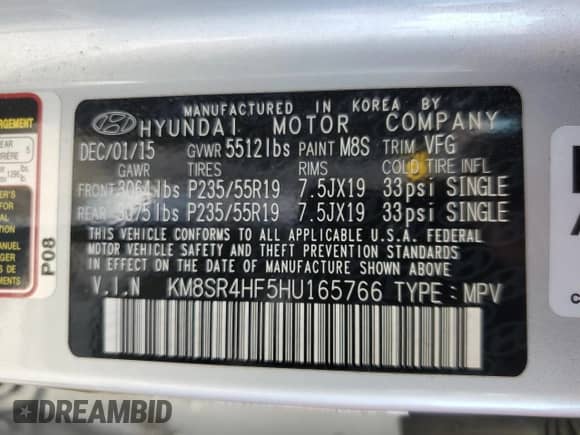 MANUFACTURED IN KOREA BY
HYUNDAI MOTOR COMPANY
DEC/01/15 GVWR 5512lbs PAINT M8S TRIM VFG
GAWR TIRES RIMS COLD TIRE INFL
FRONT 3064lbs P235/55R19 7.5JX19 33psi SINGLE
REAR 3075lbs P235/55R19 7.5JX19 33psi SINGLE
THIS VEHICLE CONFORMS TO ALL APPLICABLE U.S.A. FEDERAL
MOTOR VEHICLE SAFETY AND THEFT PREVENTION STANDARDS
IN EFFECT ON THE DATE OF MANUFACTURE SHOWN ABOVE.
V.I.N KM8SR4HF5HU165766 TYPE : MPV
P08
DREAMBID